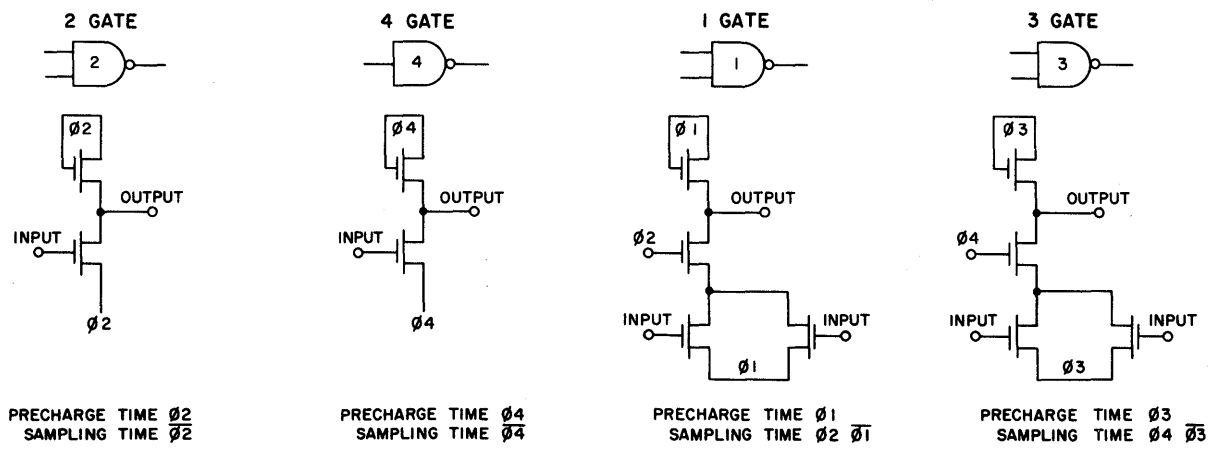 2 GATE
4 GATE
1 GATE
3 GATE
2
4
1
3
Ø2
Ø4
Ø1
Ø3
OUTPUT
OUTPUT
OUTPUT
OUTPUT
INPUT
INPUT
Ø2
Ø4
Ø2
Ø4
INPUT
INPUT
INPUT
INPUT
Ø1
Ø3
PRECHARGE TIME Ø2
SAMPLING TIME Ø2̅
PRECHARGE TIME Ø4
SAMPLING TIME Ø4̅
PRECHARGE TIME Ø1
SAMPLING TIME Ø2 Ø1̅
PRECHARGE TIME Ø3
SAMPLING TIME Ø4 Ø3̅